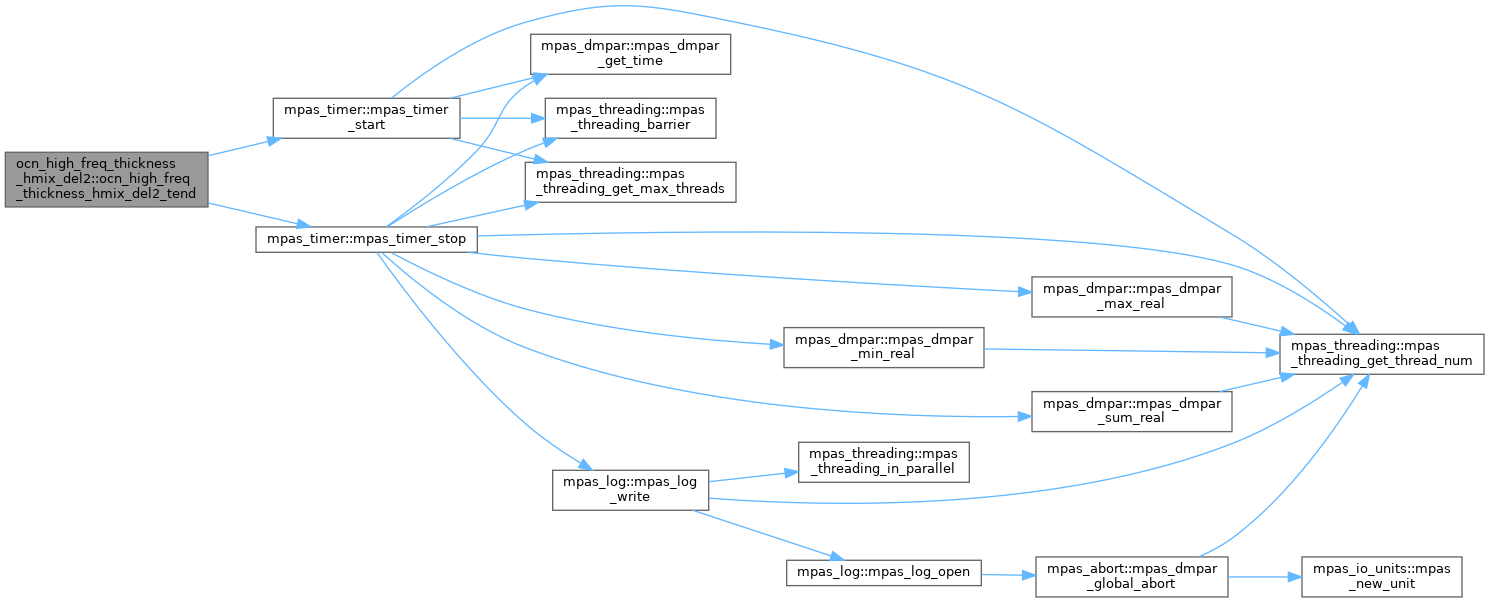 ocn_high_freq_thickness
_hmix_del2::ocn_high_freq
_thickness_hmix_del2_tend
mpas_timer::mpas_timer
_start
mpas_timer::mpas_timer_stop
mpas_dmpar::mpas_dmpar
_get_time
mpas_threading::mpas
_threading_barrier
mpas_threading::mpas
_threading_get_max_threads
mpas_dmpar::mpas_dmpar
_max_real
mpas_dmpar::mpas_dmpar
_min_real
mpas_threading::mpas
_threading_get_thread_num
mpas_dmpar::mpas_dmpar
_sum_real
mpas_threading::mpas
_threading_in_parallel
mpas_log::mpas_log
_write
mpas_log::mpas_log_open
mpas_abort::mpas_dmpar
_global_abort
mpas_io_units::mpas
_new_unit